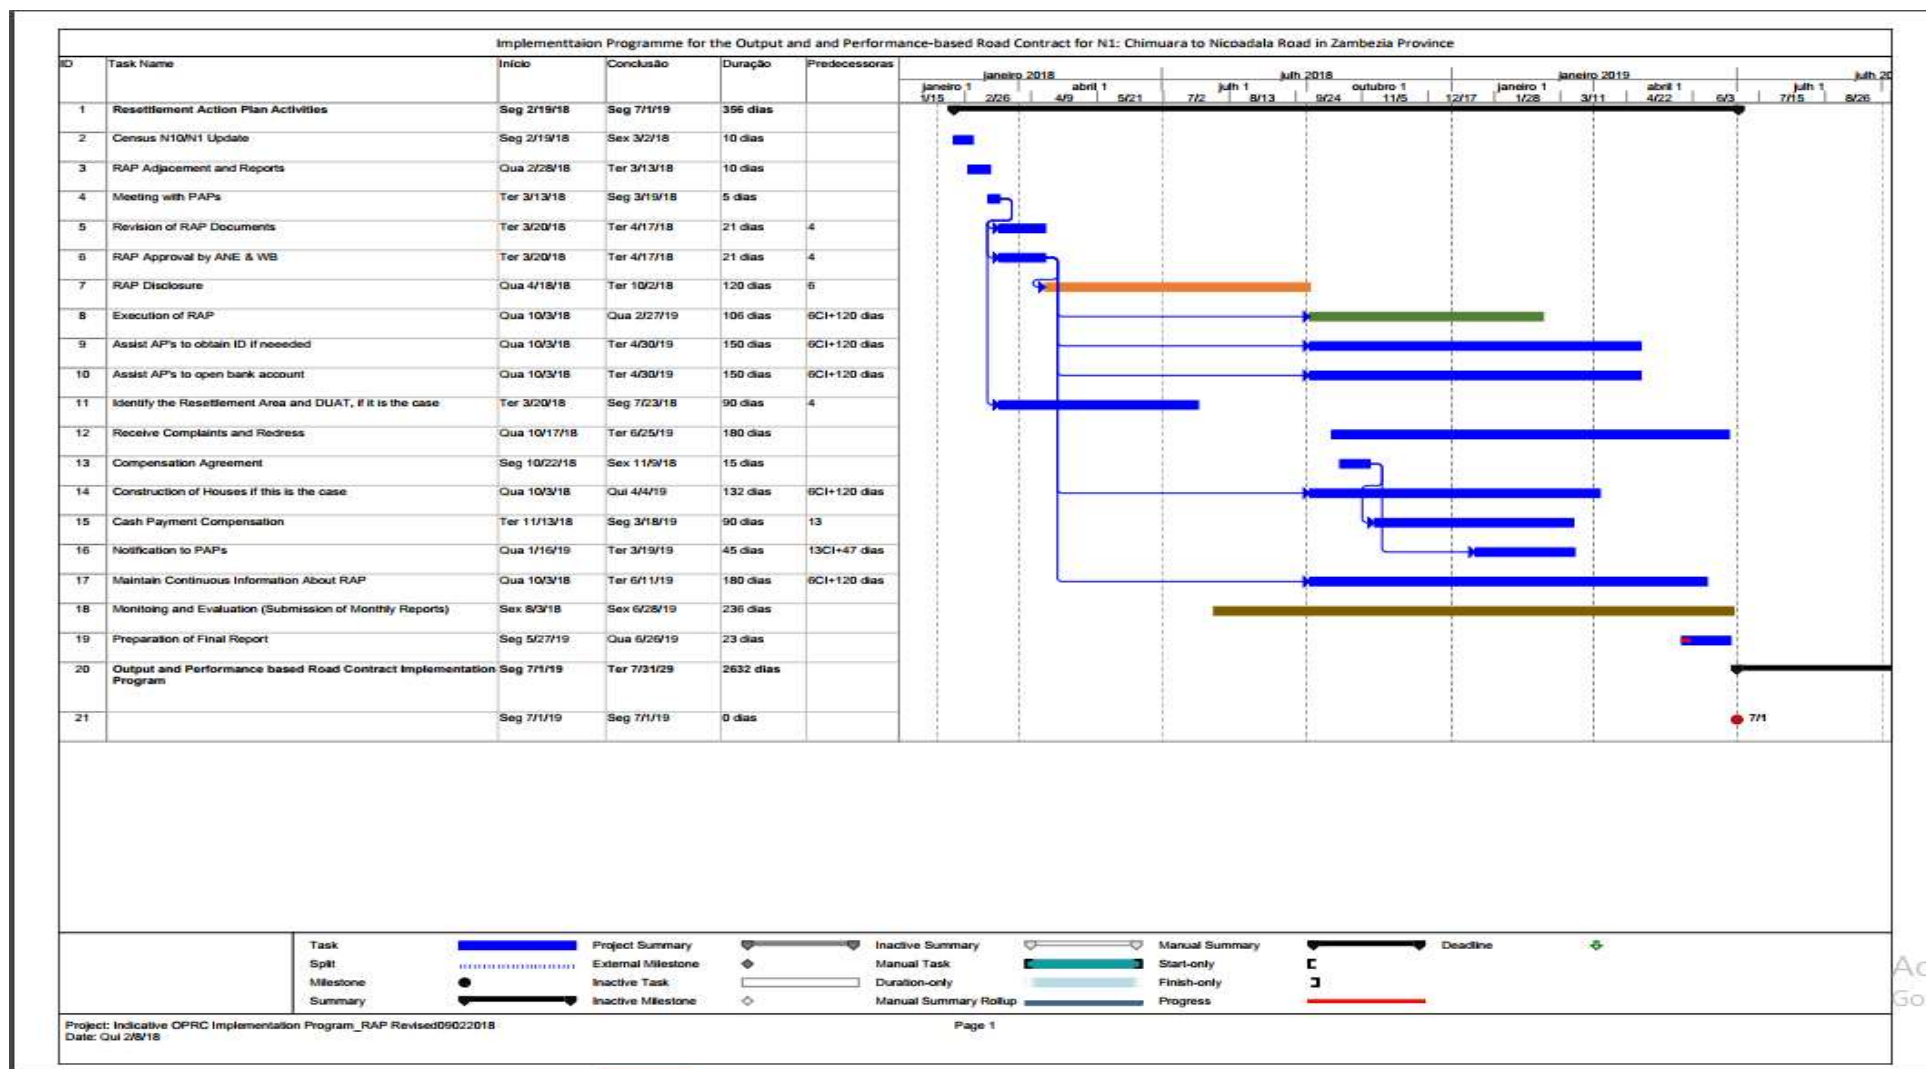 Implementtaion Programme for the Output and and Performance-based Road Contract for N1: Chimuara to Nicoadala Road in Zambezia Province
ID Task Name Início Conclusão Duração Predecessoras
janeiro 2018 julh 2018 janeiro 2019 julh 20
janeiro 1 abril 1 julh 1 outubro 1 janeiro 1 abril 1 julh 1
1/15 2/26 4/9 5/21 7/2 8/13 9/24 11/5 12/17 1/28 3/11 4/22 6/3 7/15 8/26
1 Resettlement Action Plan Activities Seg 2/19/18 Seg 7/1/19 356 dias
2 Census N10/N1 Update Seg 2/19/18 Sex 3/2/18 10 dias
3 RAP Adjacement and Reports Qua 2/28/18 Ter 3/13/18 10 dias
4 Meeting with PAPs Ter 3/13/18 Seg 3/19/18 5 dias
5 Revision of RAP Documents Ter 3/20/18 Ter 4/17/18 21 dias 4
6 RAP Approval by ANE & WB Ter 3/20/18 Ter 4/17/18 21 dias 4
7 RAP Disclosure Qua 4/18/18 Ter 10/2/18 120 dias 6
8 Execution of RAP Qua 10/3/18 Qua 2/27/19 106 dias 6CI+120 dias
9 Assist AP's to obtain ID if neeeded Qua 10/3/18 Ter 4/30/19 150 dias 6CI+120 dias
10 Assist AP's to open bank account Qua 10/3/18 Ter 4/30/19 150 dias 6CI+120 dias
11 Identify the Resettlement Area and DUAT, if it is the case Ter 3/20/18 Seg 7/23/18 90 dias 4
12 Receive Complaints and Redress Qua 10/17/18 Ter 6/25/19 180 dias
13 Compensation Agreement Seg 10/22/18 Sex 11/9/18 15 dias
14 Construction of Houses if this is the case Qua 10/3/18 Qui 4/4/19 132 dias 6CI+120 dias
15 Cash Payment Compensation Ter 11/13/18 Seg 3/18/19 90 dias 13
16 Notification to PAPs Qua 1/16/19 Ter 3/19/19 45 dias 13CI+47 dias
17 Maintain Continuous Information About RAP Qua 10/3/18 Ter 6/11/19 180 dias 6CI+120 dias
18 Monitoing and Evaluation (Submission of Monthly Reports) Sex 8/3/18 Sex 6/28/19 236 dias
19 Preparation of Final Report Seg 5/27/19 Qua 6/26/19 23 dias
20 Output and Performance based Road Contract Implementation Seg 7/1/19 Ter 7/31/29 2632 dias
Program
21 Seg 7/1/19 Seg 7/1/19 0 dias 7/1
Task Project Summary Inactive Summary Manual Summary Deadline
Split External Milestone Manual Task Start-only
Milestone Inactive Task Duration-only Finish-only
Summary Inactive Milestone Manual Summary Rollup Progress
Project: Indicative OPRC Implementation Program_RAP Revised09022018
Date: Qui 2/8/18
Page 1
Ac
Go